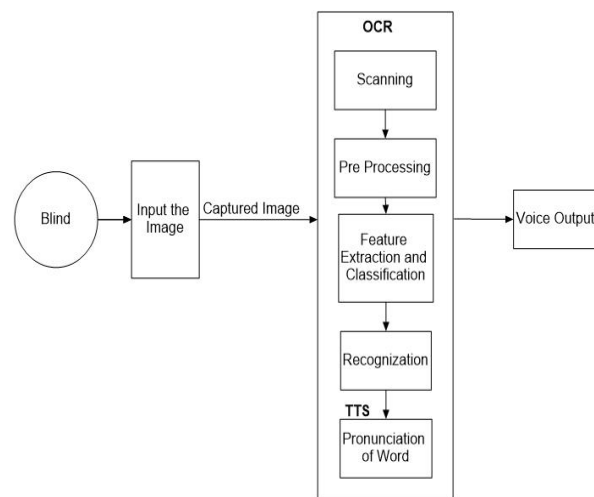 OCR
Scanning
Pre Processing
Blind
Input the
Image
Captured Image
Feature
Extraction and
Classification
Voice Output
Recognization
TTS
Pronunciation
of Word